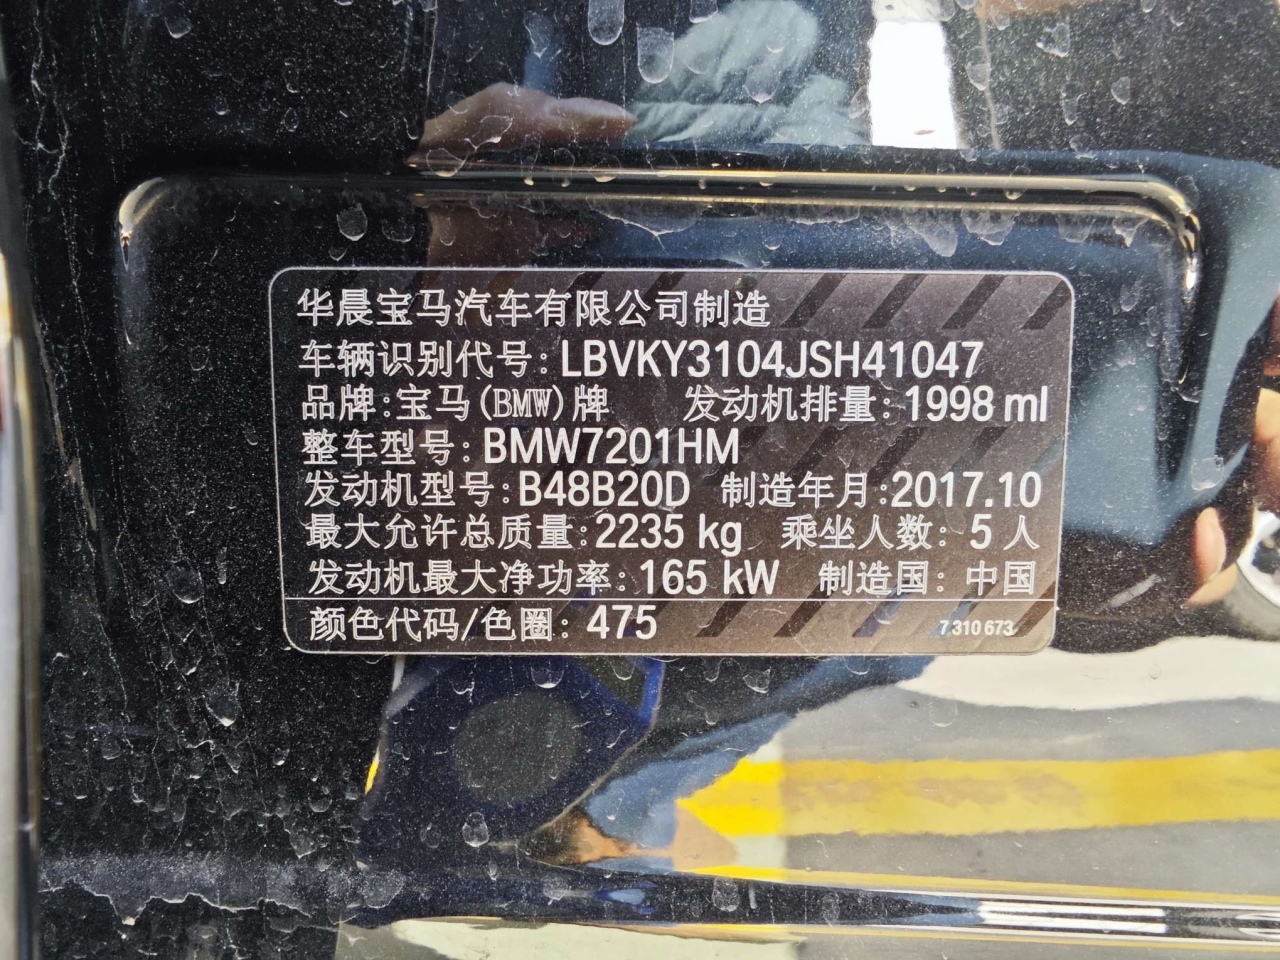 华晨宝马汽车有限公司制造
车辆识别代号：LBVKY3104JSH41047
品牌：宝马(BMW)牌 发动机排量：1998 ml
整车型号：BMW7201HM
发动机型号：B48B20D 制造年月：2017.10
最大允许总质量：2235 kg 乘坐人数：5 人
发动机最大净功率：165 kW 制造国：中国
颜色代码/色圈：475 7 310 673